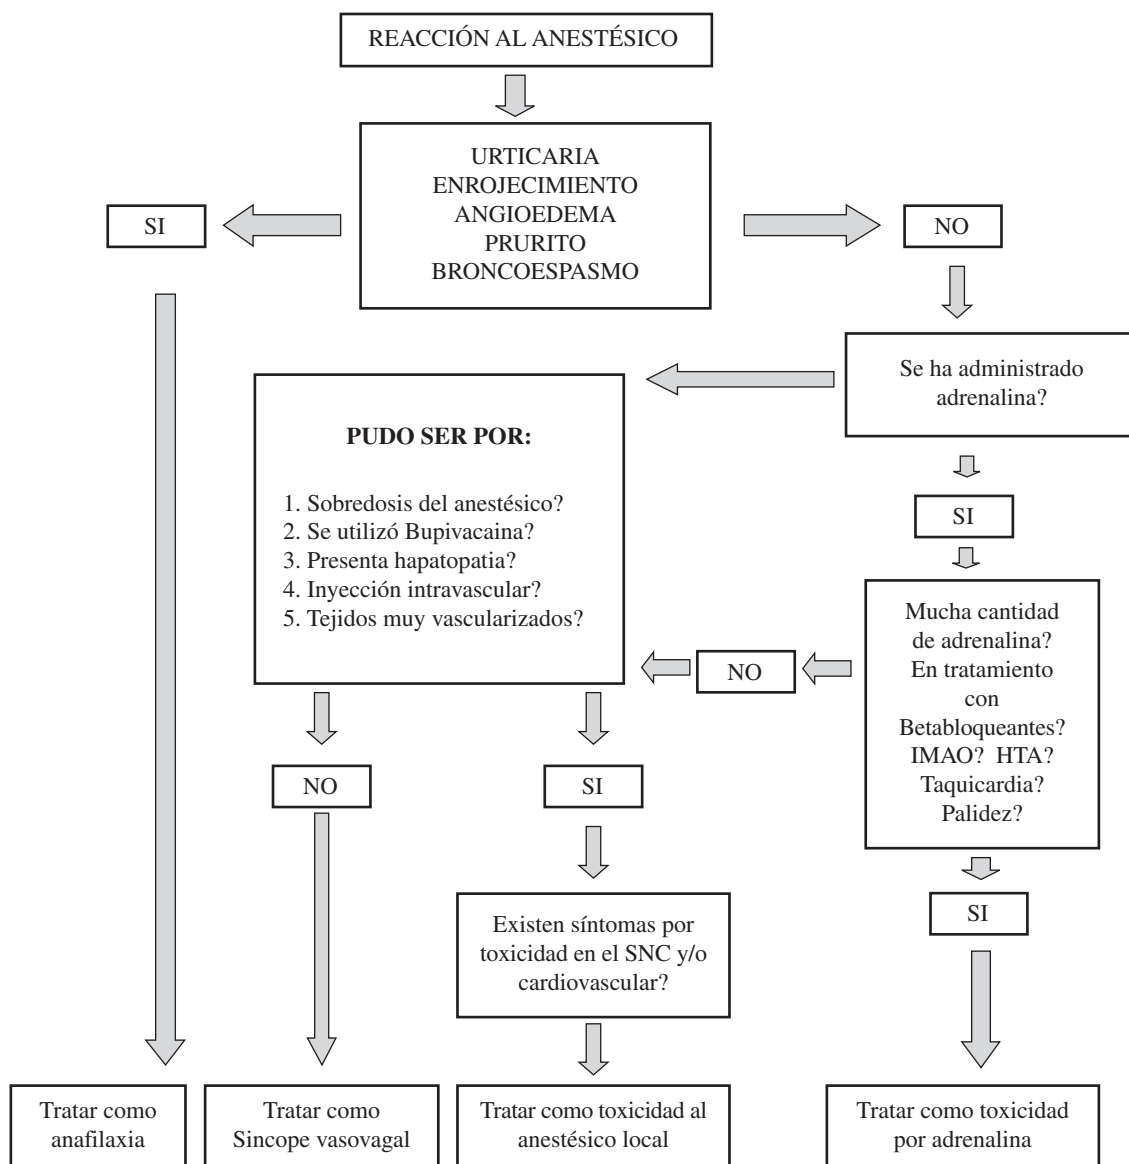 REACCIÓN AL ANESTÉSICO
URTICARIA
ENROJECIMIENTO
ANGIOEDEMA
PRURITO
BRONCOESPASMO
SI
NO
Se ha administrado
adrenalina?
PUDO SER POR:
1. Sobredosis del anestésico?
2. Se utilizó Bupivacaina?
3. Presenta hapatopatia?
4. Inyección intravascular?
5. Tejidos muy vascularizados?
SI
Mucha cantidad
de adrenalina?
En tratamiento
con
Betabloqueantes?
IMAO? HTA?
Taquicardia?
Palidez?
NO
NO
SI
SI
Existen síntomas por
toxicidad en el SNC y/o
cardiovascular?
Tratar como
anafilaxia
Tratar como
Sincope vasovagal
Tratar como toxicidad al
anestésico local
Tratar como toxicidad
por adrenalina